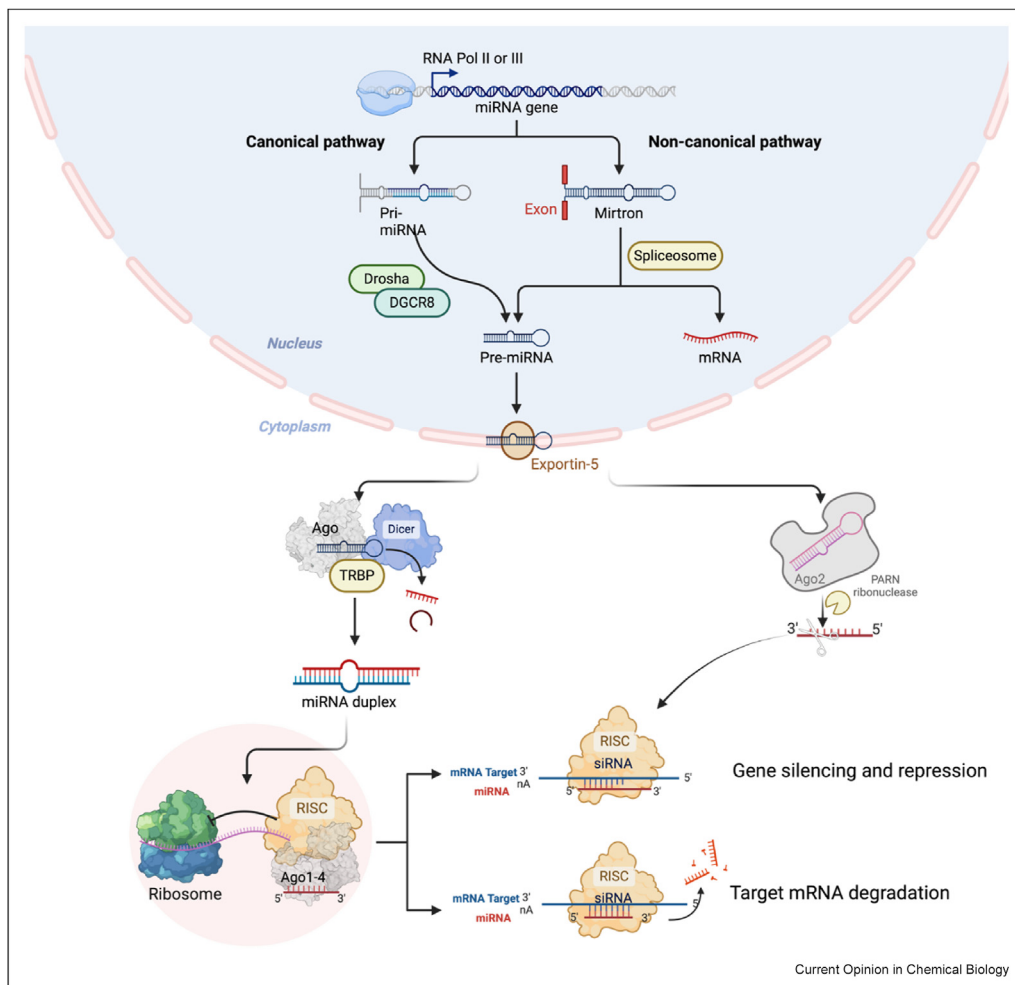 RNA Pol II or III
miRNA gene
Canonical pathway
Non-canonical pathway
Pri-
miRNA
Exon
Mirtron
Spliceosome
Drosha
DGCR8
Nucleus
Pre-miRNA
mRNA
Cytoplasm
Exportin-5
Ago
Dicer
TRBP
Ago2
PARN
ribonuclease
3'
5'
miRNA duplex
RISC
siRNA
mRNA Target 3'
nA
miRNA
5'
3'
5'
Gene silencing and repression
RISC
Ribosome
Ago1-4
5'
3'
RISC
siRNA
mRNA Target 3'
nA
miRNA
5'
3'
5'
Target mRNA degradation
Current Opinion in Chemical Biology